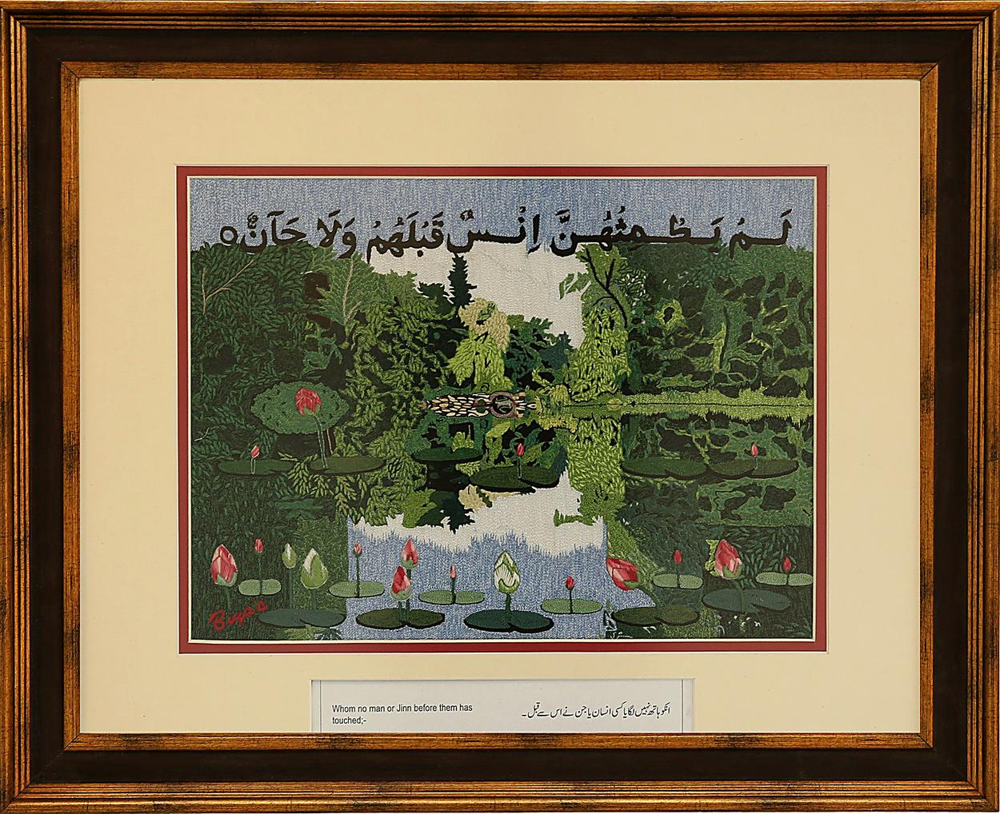 لَمْ يَطْمِثْهُنَّ اِنْسٌ قَبْلَهُمْ وَلَا جَآنٌّ
Whom no man or Jinn before them has
touched;-
انکو ہاتھ نہیں لگایا کسی انسان یا جن نے اس سے قبل۔